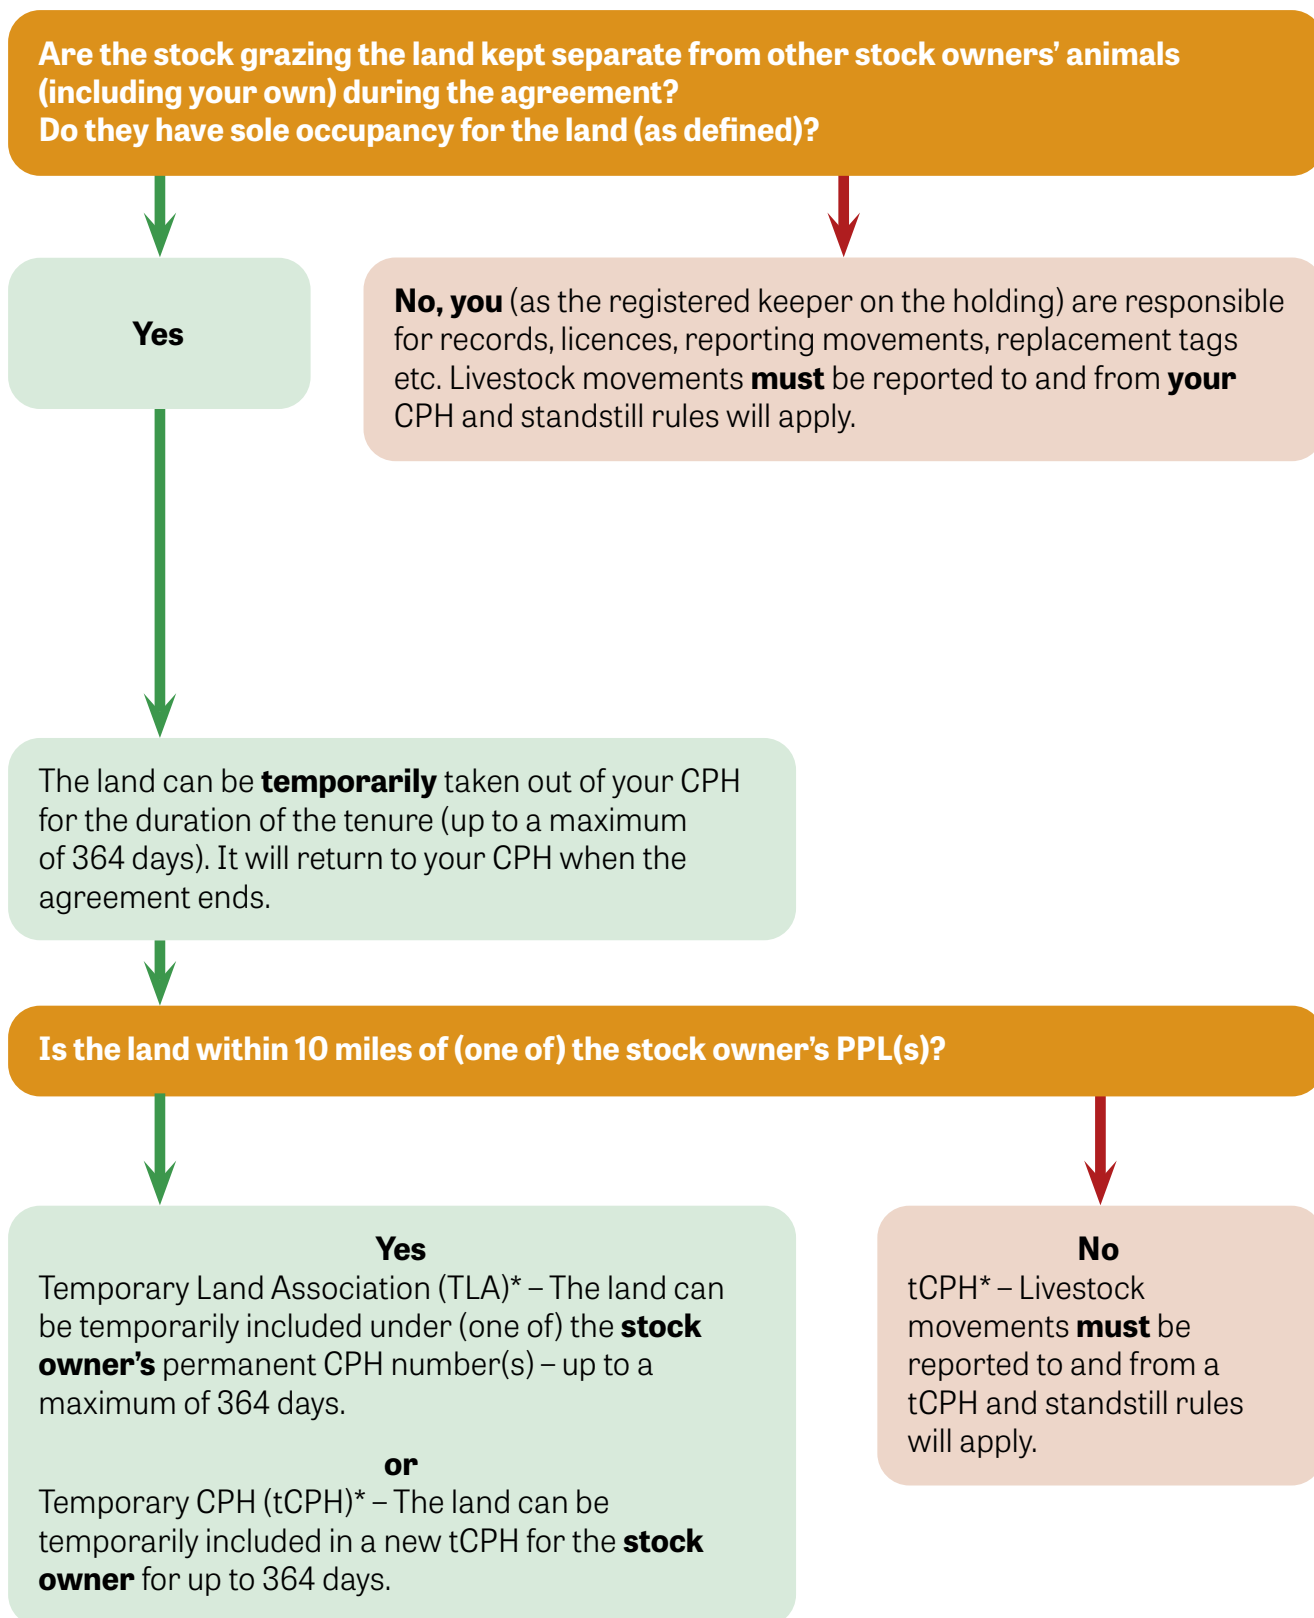 Are the stock grazing the land kept separate from other stock owners’ animals
(including your own) during the agreement?
Do they have sole occupancy for the land (as defined)?
Yes
No, you (as the registered keeper on the holding) are responsible
for records, licences, reporting movements, replacement tags
etc. Livestock movements must be reported to and from your
CPH and standstill rules will apply.
The land can be temporarily taken out of your CPH
for the duration of the tenure (up to a maximum
of 364 days). It will return to your CPH when the
agreement ends.
Is the land within 10 miles of (one of) the stock owner’s PPL(s)?
Yes
Temporary Land Association (TLA)* – The land can
be temporarily included under (one of) the stock
owner’s permanent CPH number(s) – up to a
maximum of 364 days.
or
Temporary CPH (tCPH)* – The land can be
temporarily included in a new tCPH for the stock
owner for up to 364 days.
No
tCPH* – Livestock
movements must be
reported to and from a
tCPH and standstill rules
will apply.